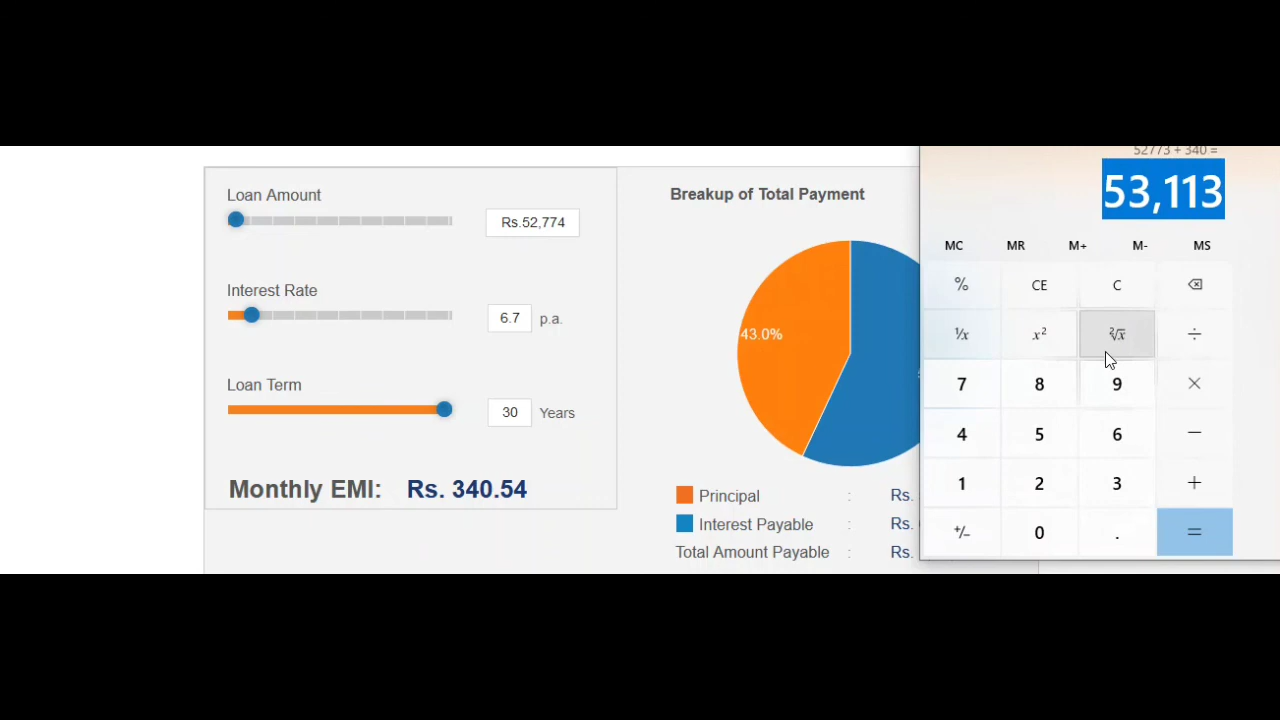 Loan Amount
Rs.52,774
Interest Rate
6.7 p.a.
Loan Term
30 Years
Monthly EMI: Rs. 340.54
Breakup of Total Payment
43.0%
Principal : Rs.
Interest Payable : Rs.
Total Amount Payable : Rs.
52773 + 340 =
53,113
MC MR M+ M- MS
% CE C
⅟x x² ²√x ÷
7 8 9 ×
4 5 6 −
1 2 3 +
+/− 0 . =